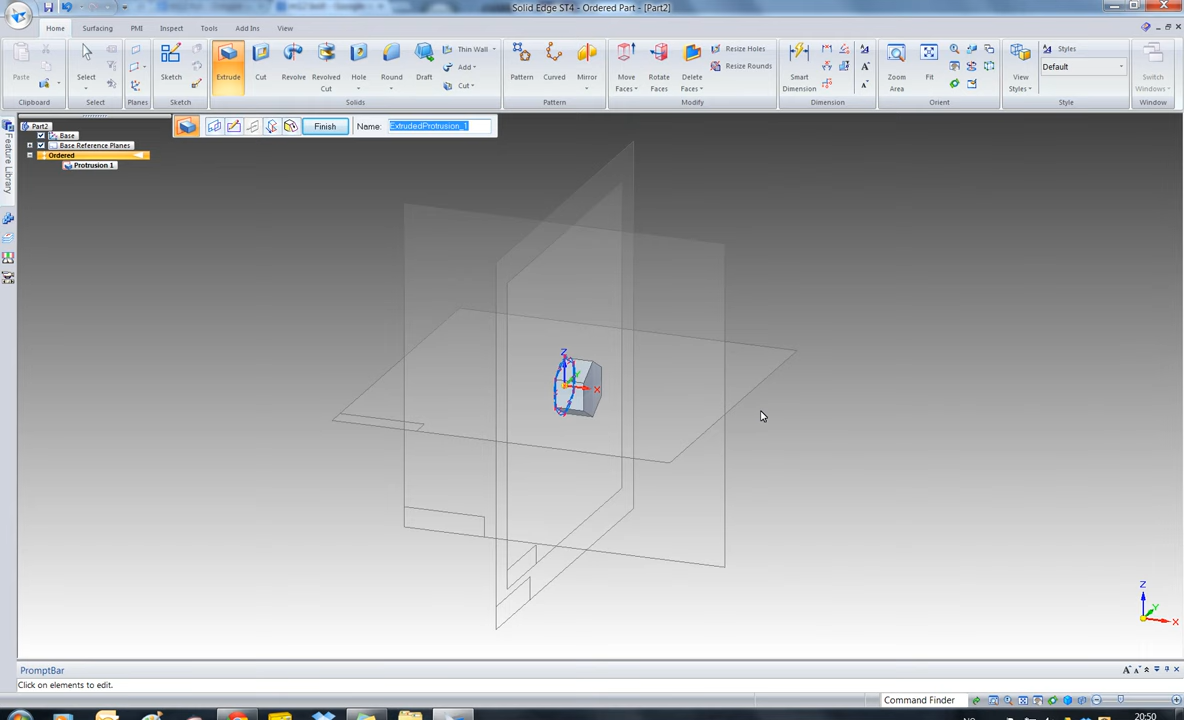 Solid Edge ST4 - Ordered Part - [Part2]
Home Surfacing PMI Inspect Tools Add Ins View
Paste Select Sketch Extrude Cut Revolve Revolved Cut Hole Round Draft Thin Wall Add Cut
Pattern Curved Mirror Move Faces Rotate Faces Delete Faces Resize Holes Resize Rounds
Smart Dimension Zoom Area Fit View Styles Styles Default Switch Windows
Clipboard Select Planes Sketch Solids Pattern Modify Dimension Orient Style Window
Finish Name: ExtrudedProtrusion_1
Part2
Base
Base Reference Planes
Ordered
Protrusion 1
Feature Library
Z
X
Z
Y
X
PromptBar
Click on elements to edit.
Command Finder
20:50